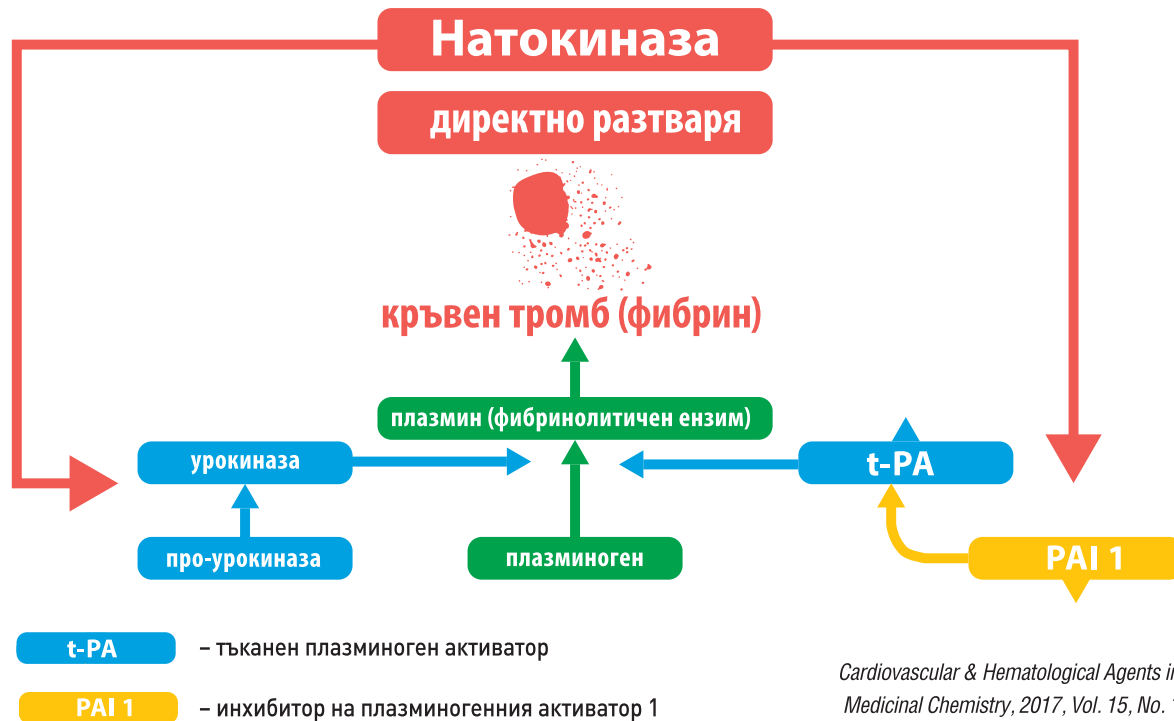 Натокиназа
директно разтваря
кръвен тромб (фибрин)
плазмин (фибринолитичен ензим)
урокиназа
t-PA
про-урокиназа
плазминоген
PAI 1
t-PA – тъканен плазминоген активатор
PAI 1 – инхибитор на плазминогенния активатор 1
Cardiovascular & Hematological Agents in
Medicinal Chemistry, 2017, Vol. 15, No.